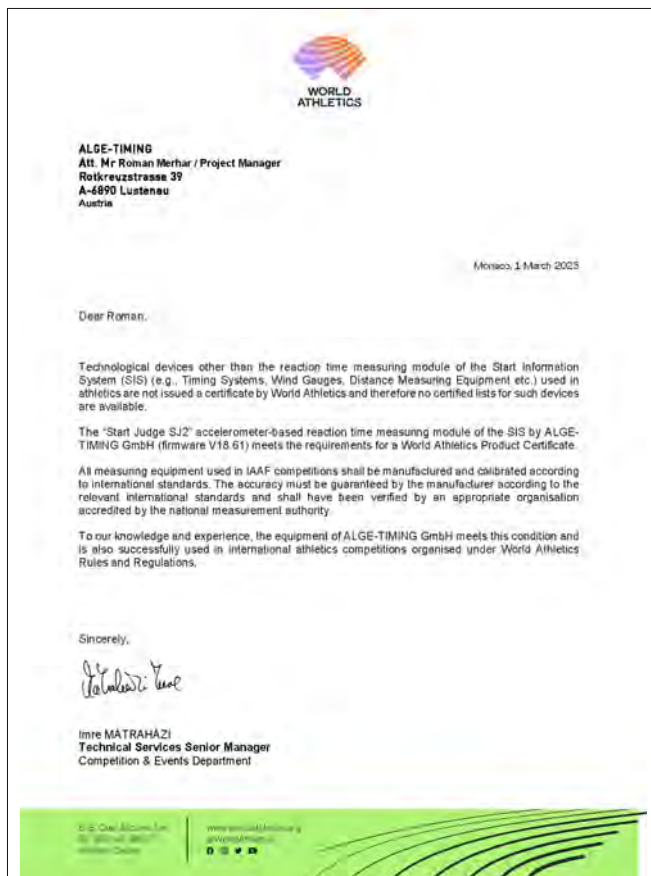 WORLD
ATHLETICS
ALGE-TIMING
Att. Mr Roman Merhar / Project Manager
Rotkreuzstrasse 39
A-6890 Lustenau
Austria
Monaco, 1 March 2023
Dear Roman,
Technological devices other than the reaction time measuring module of the Start Information
System (SIS) (e.g., Timing Systems, Wind Gauges, Distance Measuring Equipment etc.) used in
athletics are not issued a certificate by World Athletics and therefore no certified lists for such devices
are available.
The "Start Judge SJ2" accelerometer-based reaction time measuring module of the SIS by ALGE-
TIMING GmbH (firmware V18.61) meets the requirements for a World Athletics Product Certificate.
All measuring equipment used in IAAF competitions shall be manufactured and calibrated according
to international standards. The accuracy must be guaranteed by the manufacturer according to the
relevant international standards and shall have been verified by an appropriate organisation
accredited by the national measurement authority.
To our knowledge and experience, the equipment of ALGE-TIMING GmbH meets this condition and
is also successfully used in international athletics competitions organised under World Athletics
Rules and Regulations.
Sincerely,
Imre MATRAHÁZI
Technical Services Senior Manager
Competition & Events Department